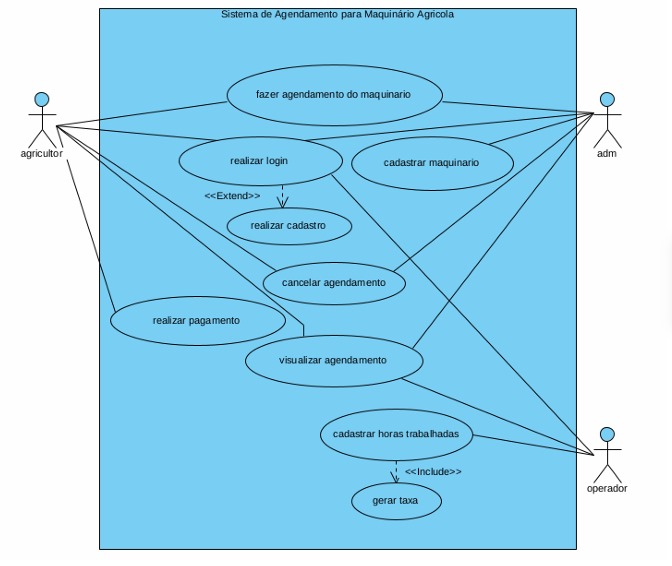 Sistema de Agendamento para Maquinário Agricola
fazer agendamento do maquinario
agricultor
realizar login
cadastrar maquinario
adm
<<Extend>>
realizar cadastro
cancelar agendamento
realizar pagamento
visualizar agendamento
cadastrar horas trabalhadas
<<Include>>
operador
gerar taxa